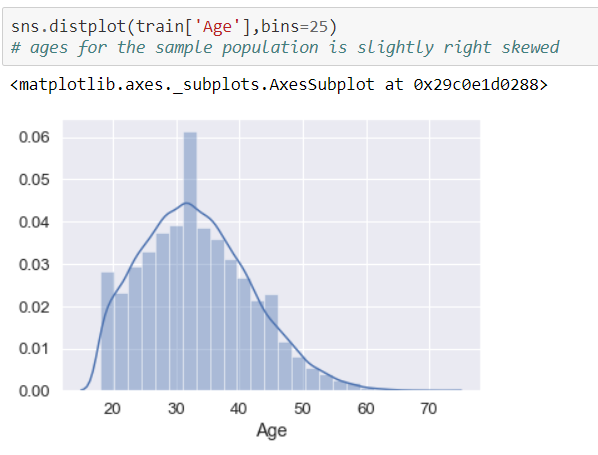 sns.distplot(train['Age'],bins=25)
# ages for the sample population is slightly right skewed
<matplotlib.axes._subplots.AxesSubplot at 0x29c0e1d0288>
0.06
0.05
0.04
0.03
0.02
0.01
0.00
20 30 40 50 60 70
Age